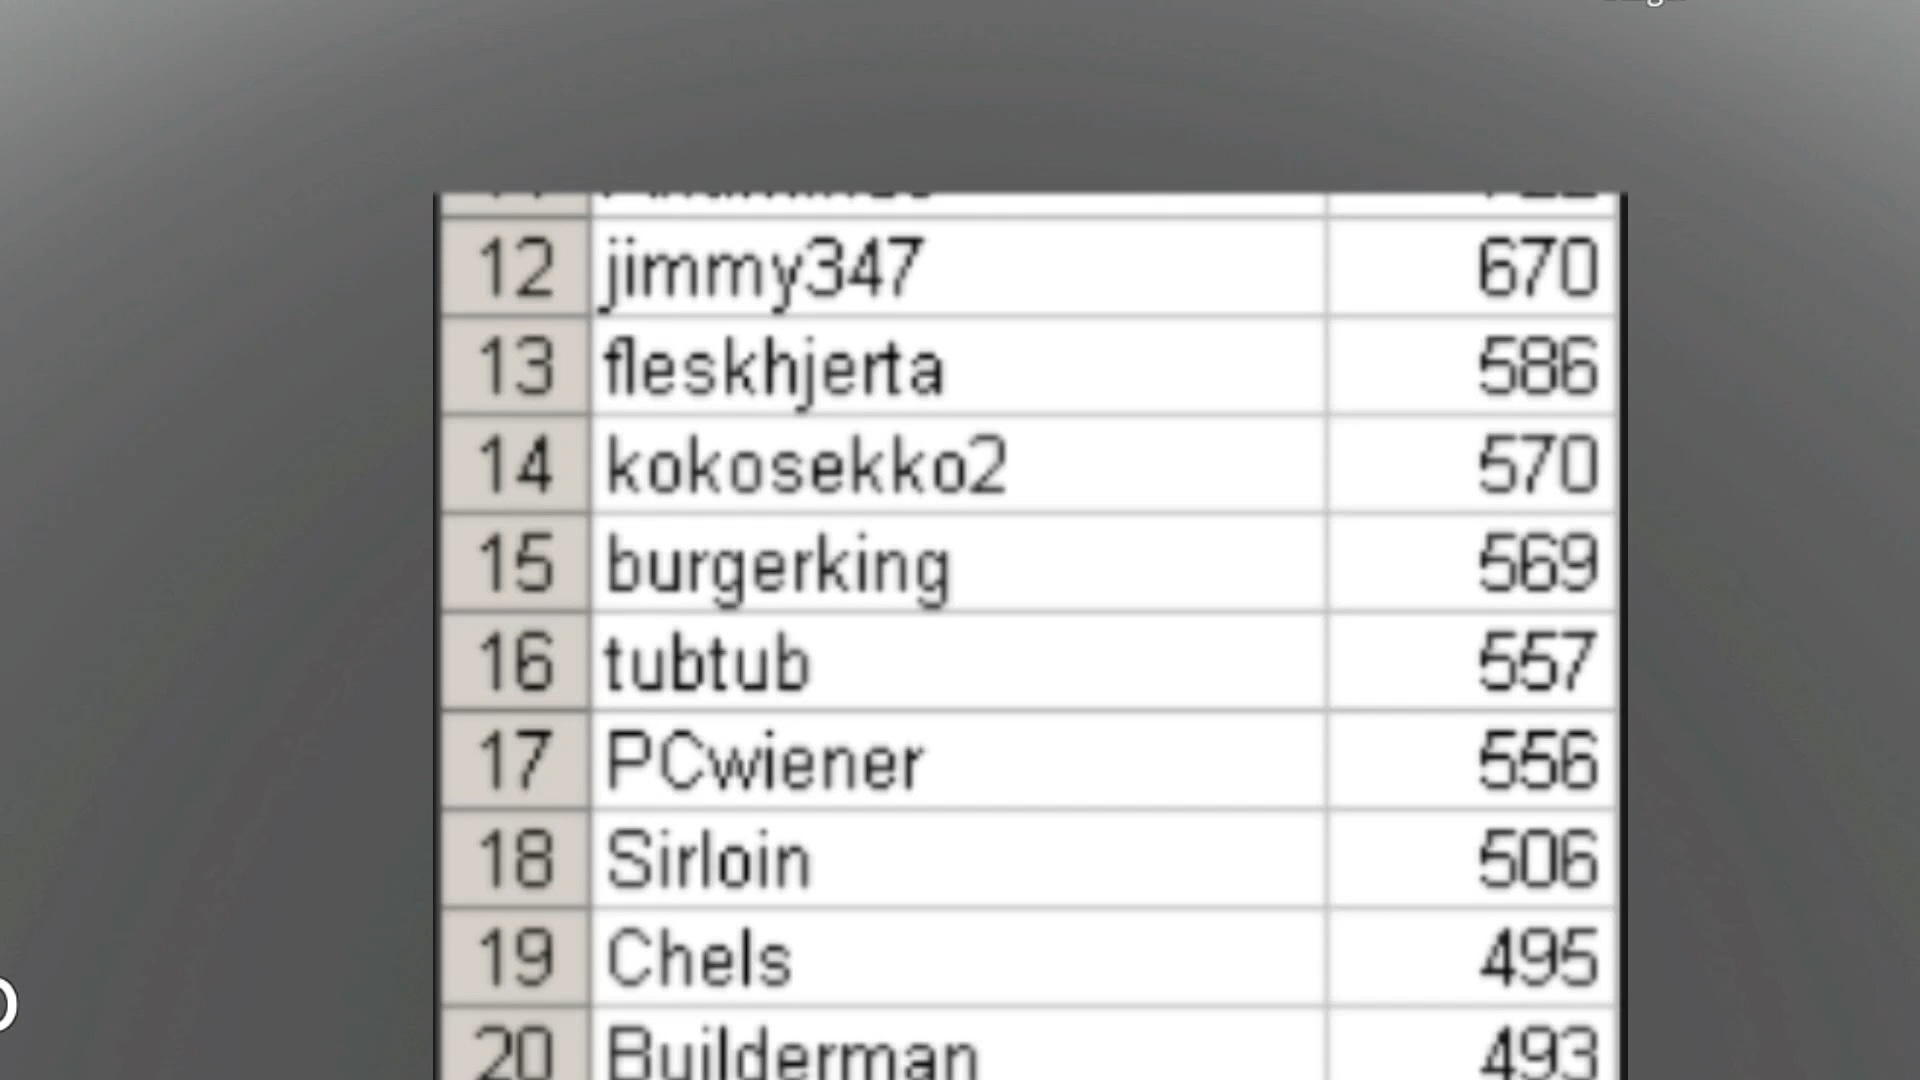 12 jimmy347 670
13 fleskhjerta 586
14 kokosekko2 570
15 burgerking 569
16 tubtub 557
17 PCwiener 556
18 Sirloin 506
19 Chels 495
20 Builderman 493